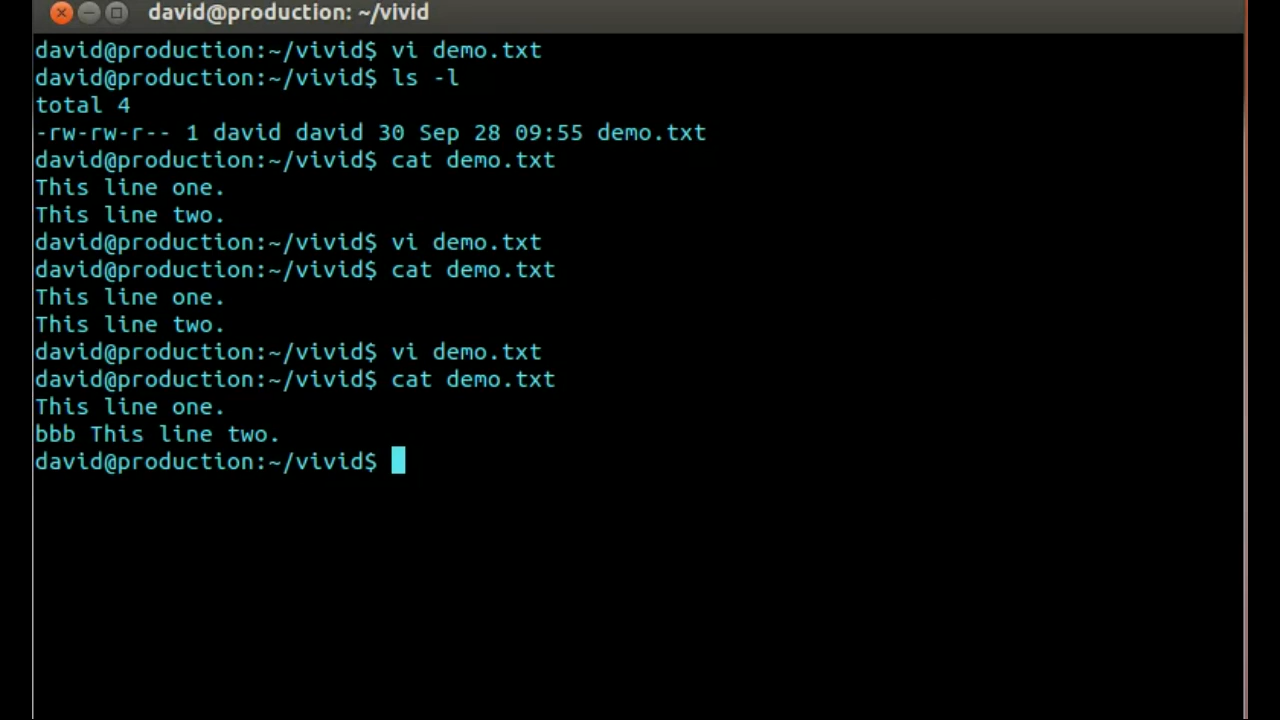 david@production: ~/vivid
david@production:~/vivid$ vi demo.txt
david@production:~/vivid$ ls -l
total 4
-rw-rw-r-- 1 david david 30 Sep 28 09:55 demo.txt
david@production:~/vivid$ cat demo.txt
This line one.
This line two.
david@production:~/vivid$ vi demo.txt
david@production:~/vivid$ cat demo.txt
This line one.
This line two.
david@production:~/vivid$ vi demo.txt
david@production:~/vivid$ cat demo.txt
This line one.
bbb This line two.
david@production:~/vivid$